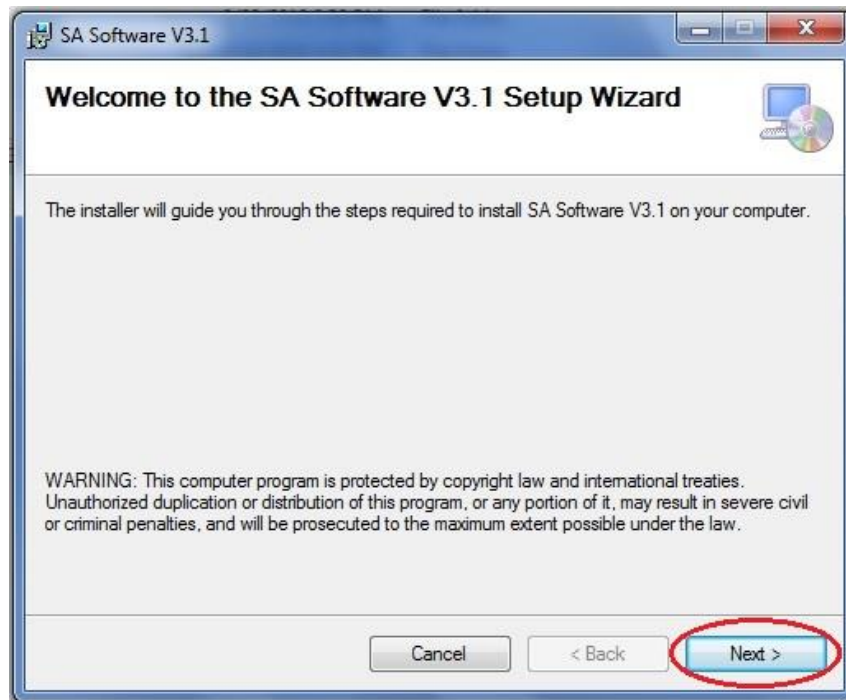 SA Software V3.1
Welcome to the SA Software V3.1 Setup Wizard
The installer will guide you through the steps required to install SA Software V3.1 on your computer.
WARNING: This computer program is protected by copyright law and international treaties.
Unauthorized duplication or distribution of this program, or any portion of it, may result in severe civil
or criminal penalties, and will be prosecuted to the maximum extent possible under the law.
Cancel
< Back
Next >